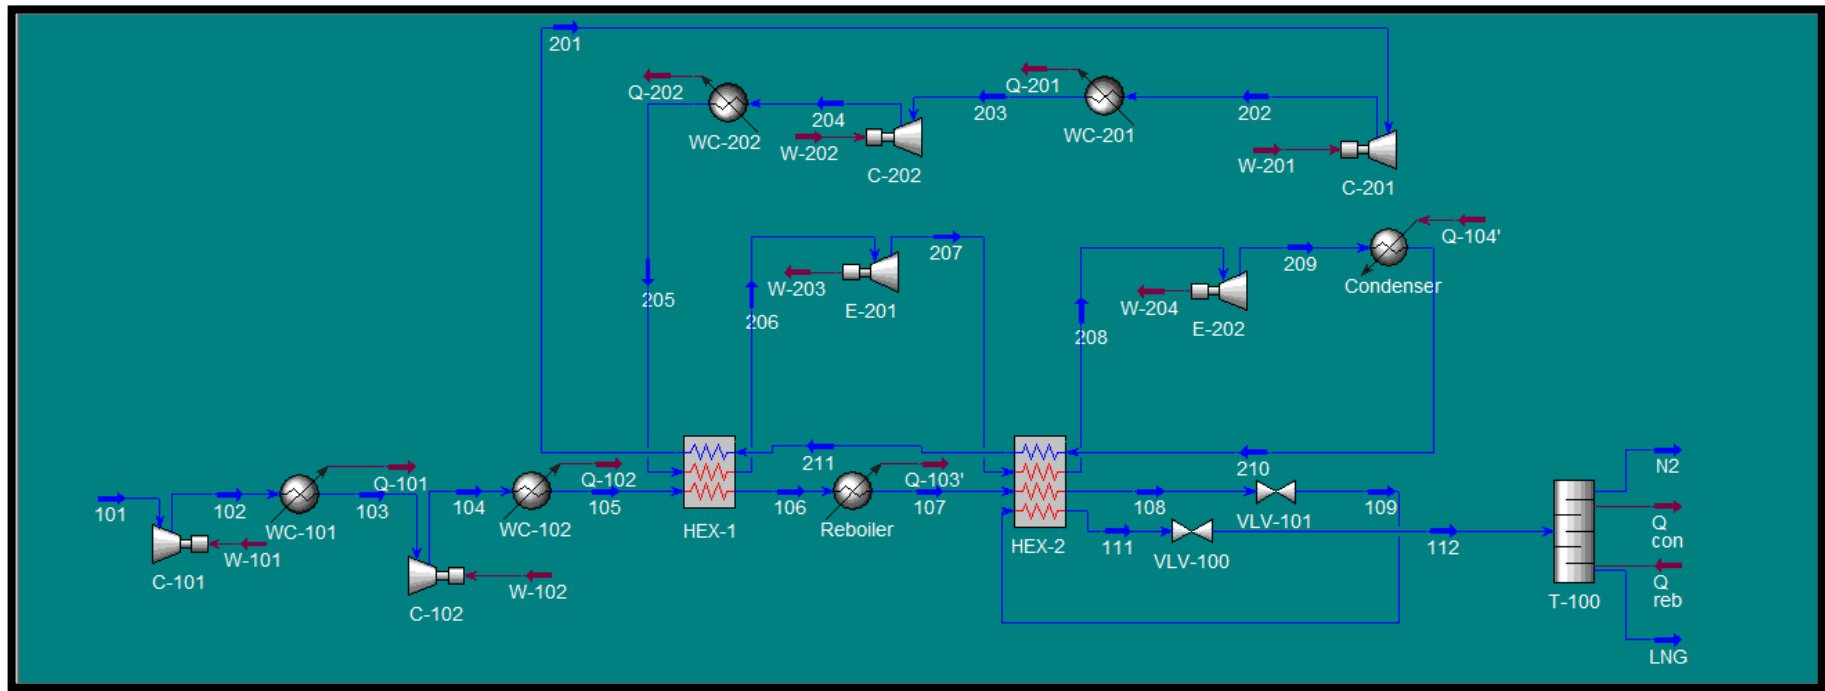 201
Q-202
WC-202
204
W-202
C-202
203
Q-201
WC-201
202
W-201
C-201
205
206
W-203
E-201
207
208
W-204
E-202
209
Q-104'
Condenser
211
210
101
102
C-101
W-101
WC-101
Q-101
103
104
C-102
W-102
WC-102
Q-102
105
HEX-1
106
Q-103'
Reboiler
107
HEX-2
108
VLV-101
109
111
VLV-100
112
T-100
N2
Q
con
Q
reb
LNG